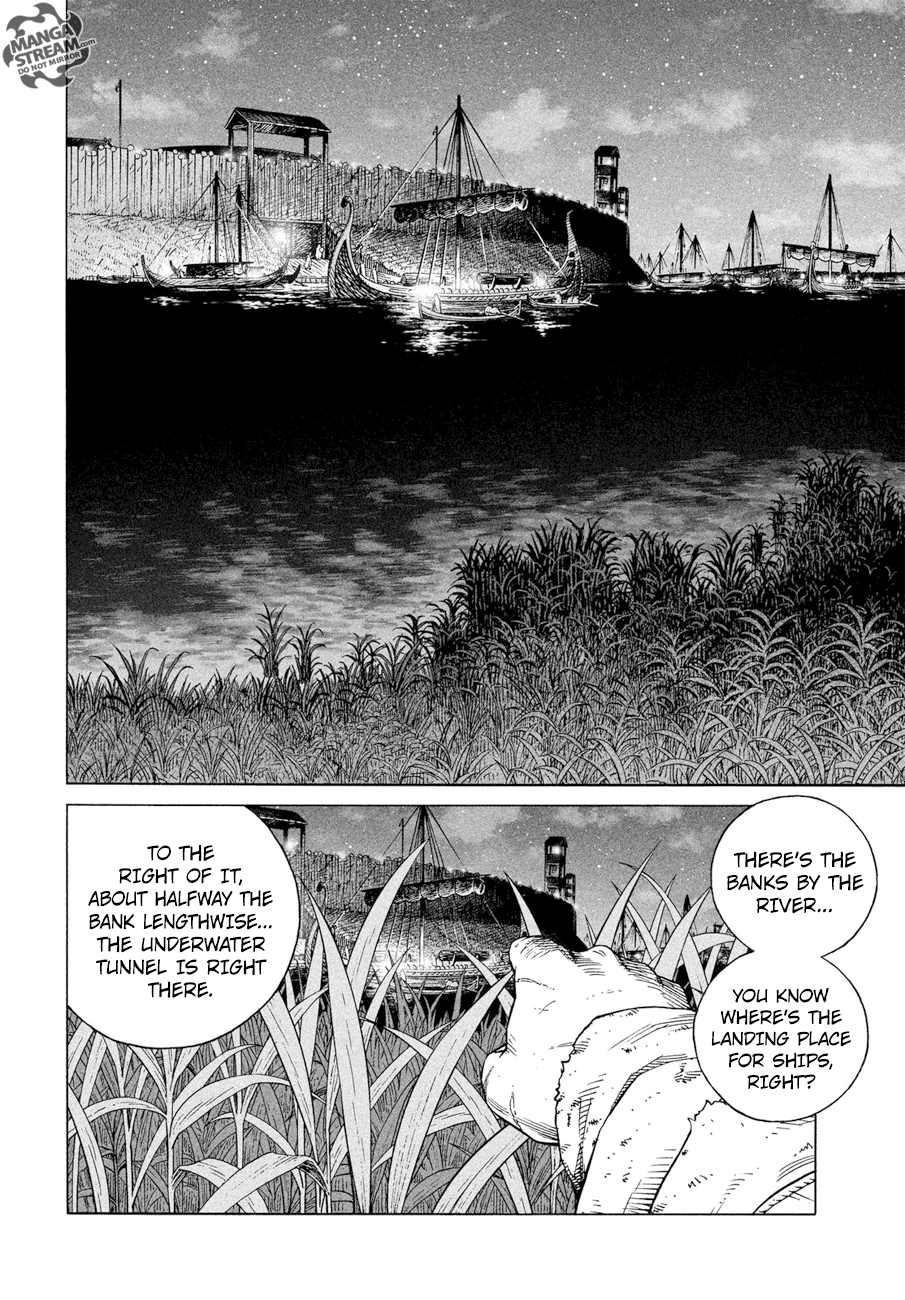 MANGA
STREAM.com
DO NOT MIRROR
THERE'S THE
BANKS BY THE
RIVER...
YOU KNOW
WHERE'S THE
LANDING PLACE
FOR SHIPS,
RIGHT?
TO THE
RIGHT OF IT,
ABOUT HALFWAY THE
BANK LENGTHWISE...
THE UNDERWATER
TUNNEL IS RIGHT
THERE.